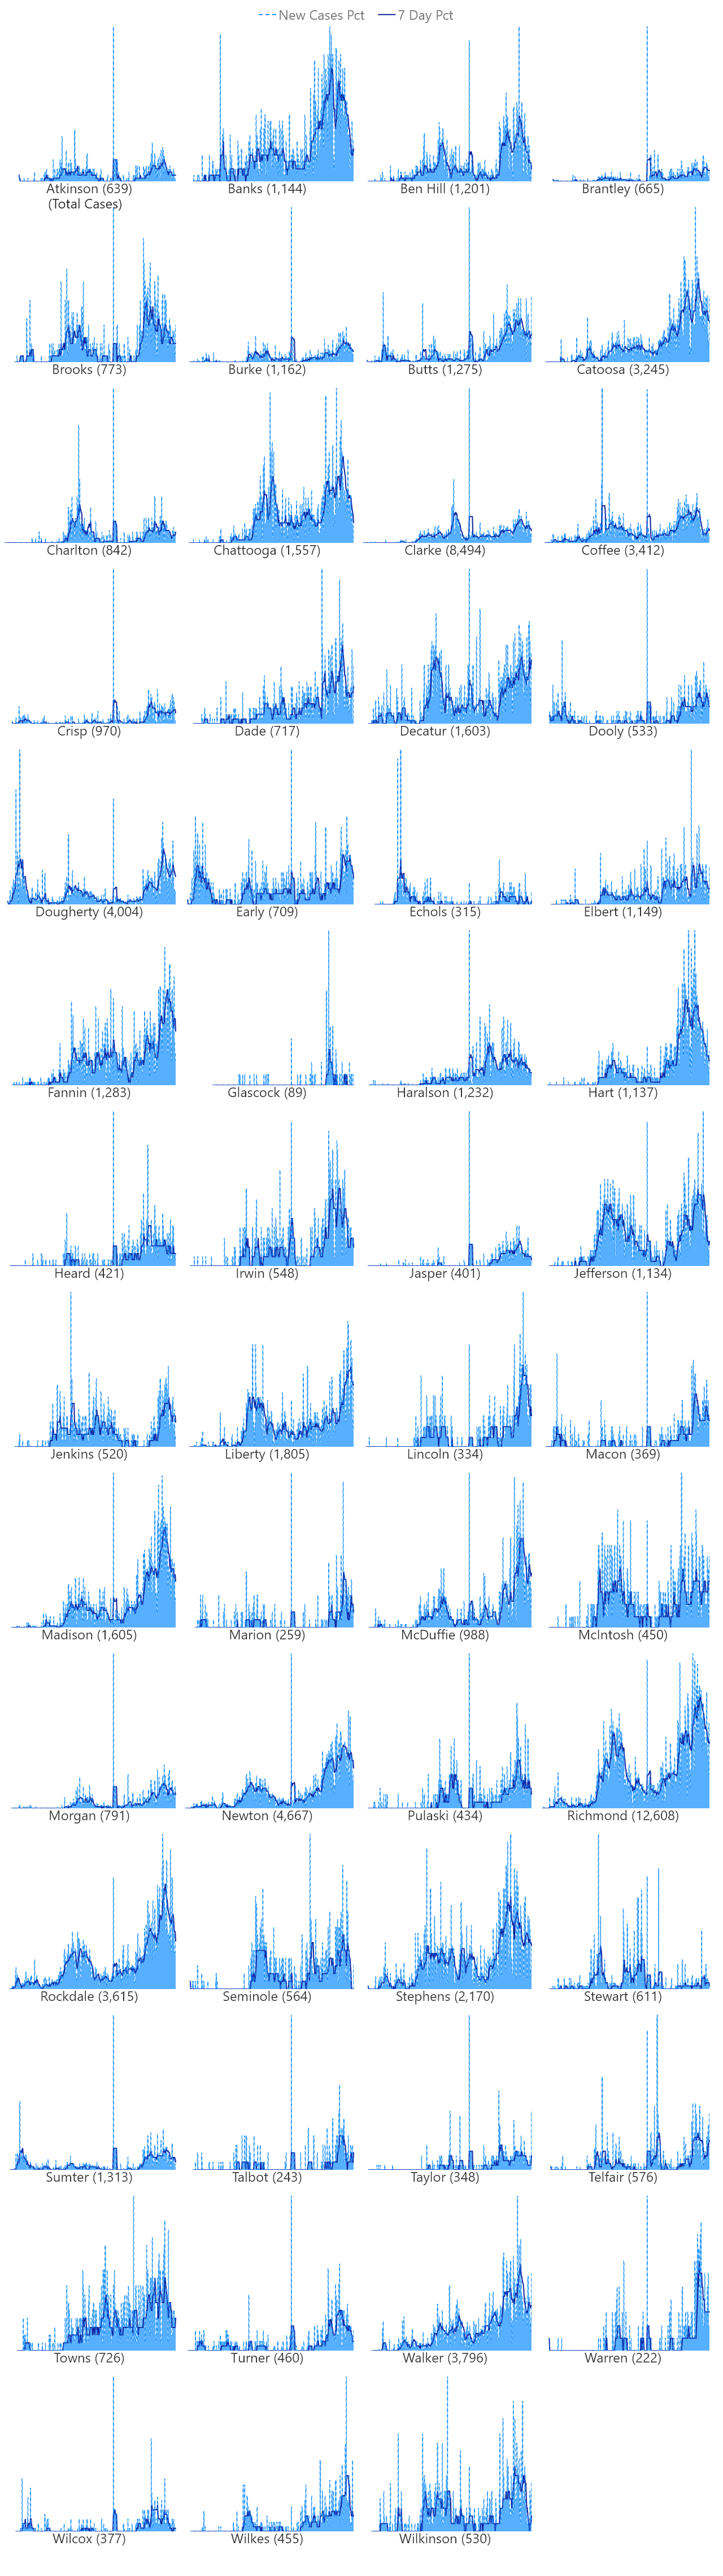 New Cases Pct 7 Day Pct
Atkinson (639) Banks (1,144) Ben Hill (1,201) Brantley (665)
(Total Cases)
Brooks (773) Burke (1,162) Butts (1,275) Catoosa (3,245)
Charlton (842) Chattooga (1,557) Clarke (8,494) Coffee (3,412)
Crisp (970) Dade (717) Decatur (1,603) Dooly (533)
Dougherty (4,004) Early (709) Echols (315) Elbert (1,149)
Fannin (1,283) Glascock (89) Haralson (1,232) Hart (1,137)
Heard (421) Irwin (548) Jasper (401) Jefferson (1,134)
Jenkins (520) Liberty (1,805) Lincoln (334) Macon (369)
Madison (1,605) Marion (259) McDuffie (988) McIntosh (450)
Morgan (791) Newton (4,667) Pulaski (434) Richmond (12,608)
Rockdale (3,615) Seminole (564) Stephens (2,170) Stewart (611)
Sumter (1,313) Talbot (243) Taylor (348) Telfair (576)
Towns (726) Turner (460) Walker (3,796) Warren (222)
Wilcox (377) Wilkes (455) Wilkinson (530)